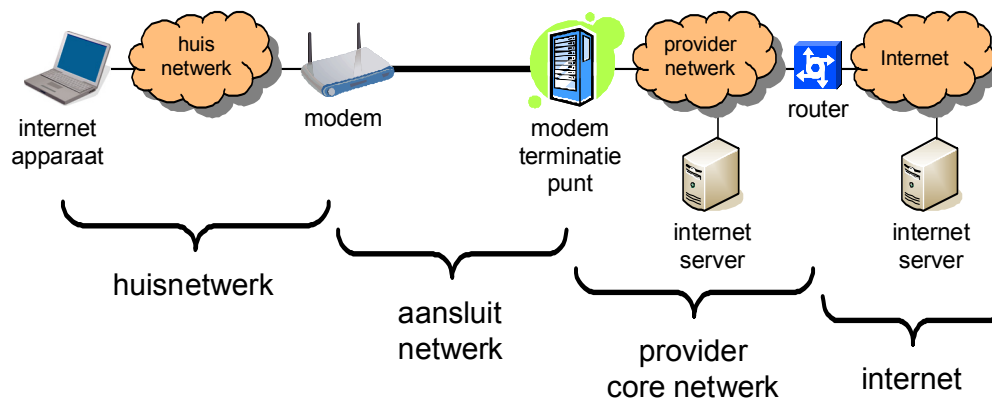 huis
netwerk
provider
netwerk
Internet
internet
apparaat
modem
modem
terminatie
punt
router
internet
server
internet
server
huisnetwerk
aansluit
netwerk
provider
core netwerk
internet